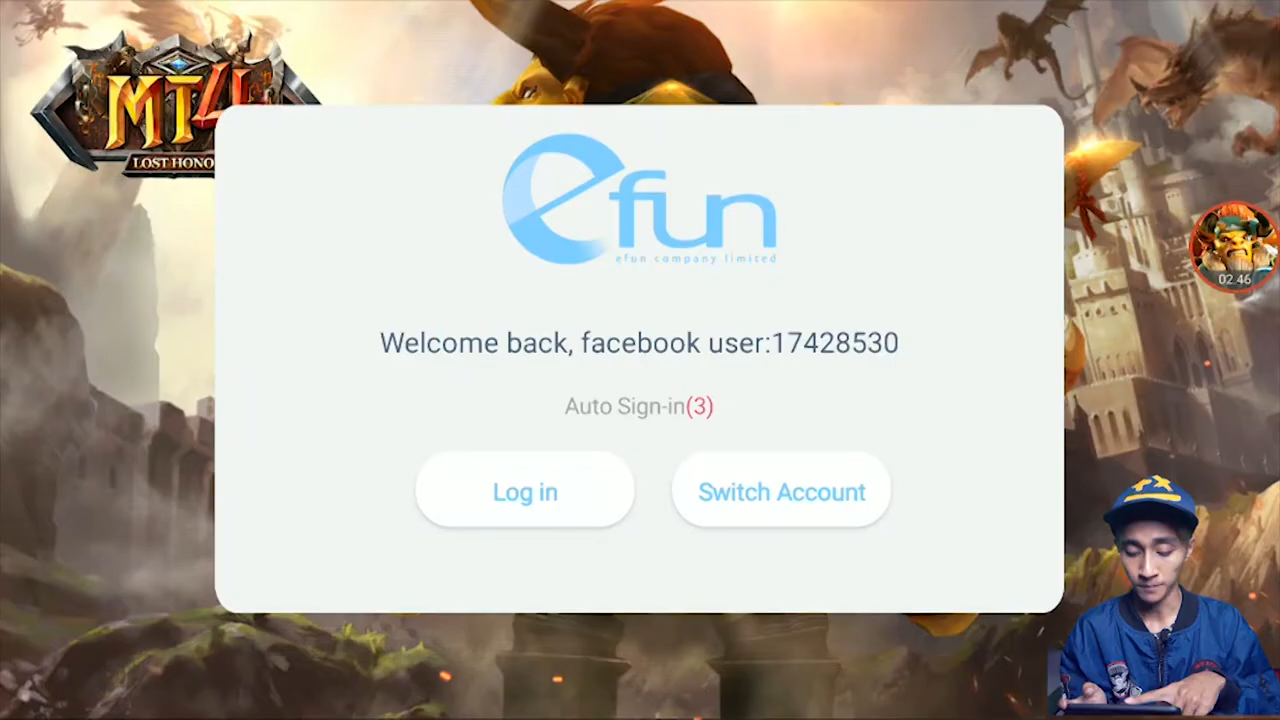 MT4
LOST HONO
efun
efun company limited
Welcome back, facebook user:17428530
Auto Sign-in(3)
Log in
Switch Account
02:46